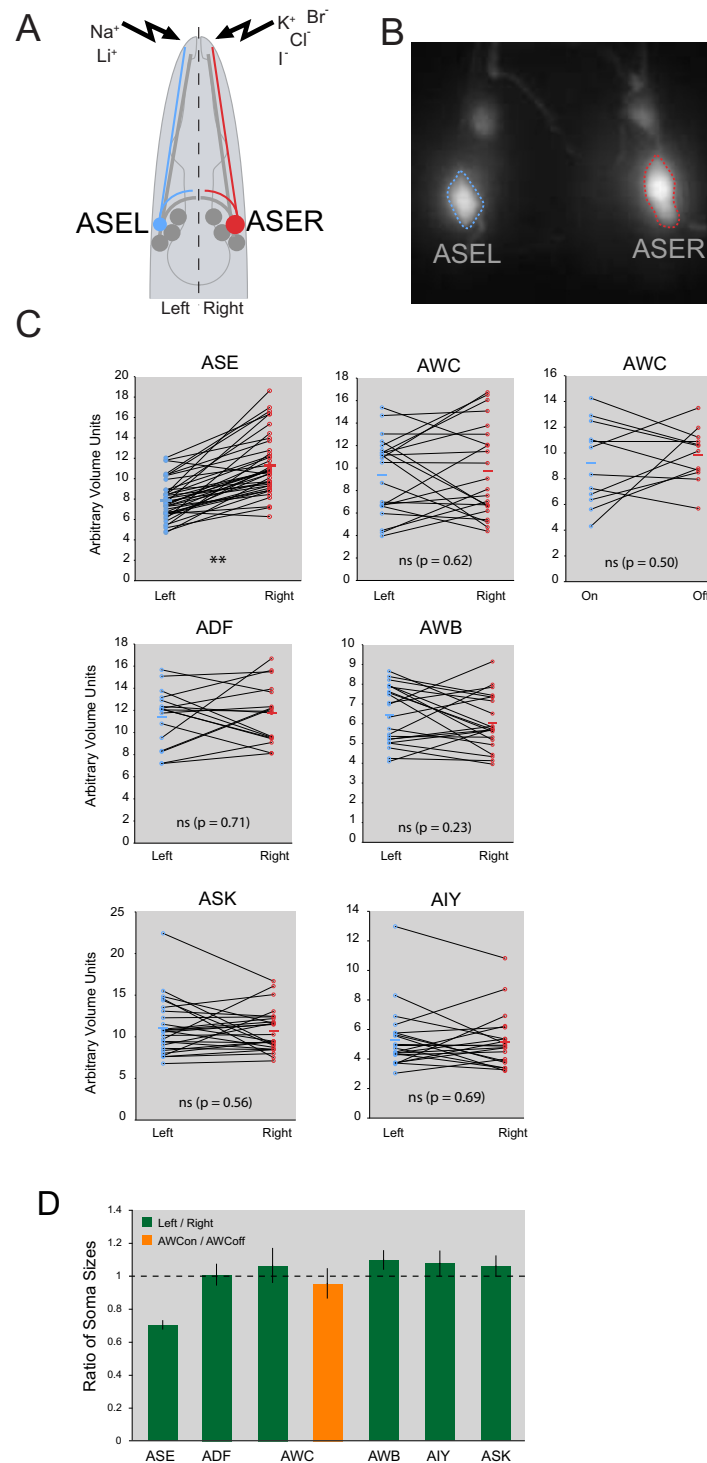 A
Na⁺
Li⁺
K⁺ Br⁻
Cl⁻
I⁻
ASEL
ASER
Left
Right
B
ASEL
ASER
C
ASE
Arbitrary Volume Units
20
18
16
14
12
10
8
6
4
2
0
**
Left
Right
AWC
18
16
14
12
10
8
6
4
2
0
ns (p = 0.62)
Left
Right
AWC
16
14
12
10
8
6
4
2
0
ns (p = 0.50)
On
Off
ADF
Arbitrary Volume Units
18
16
14
12
10
8
6
4
2
0
ns (p = 0.71)
Left
Right
AWB
10
9
8
7
6
5
4
3
2
1
0
ns (p = 0.23)
Left
Right
ASK
Arbitrary Volume Units
25
20
15
10
5
0
ns (p = 0.56)
Left
Right
AIY
14
12
10
8
6
4
2
0
ns (p = 0.69)
Left
Right
D
Ratio of Soma Sizes
1.4
1.2
1
0.8
0.6
0.4
0.2
0
Left / Right
AWCon / AWCoff
ASE
ADF
AWC
AWB
AIY
ASK